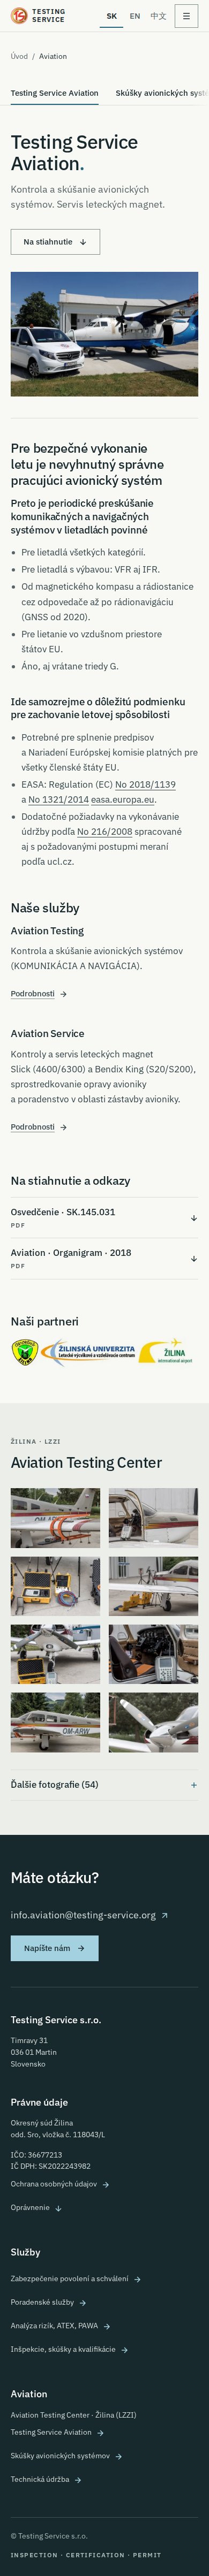 TESTING
SERVICE
SK EN 中文
Úvod / Aviation
Testing Service Aviation Skúšky avionických
Testing Service
Aviation.
Kontrola a skúšanie avionických
systémov. Servis leteckých magnet.
Na stiahnutie ↓
Pre bezpečné vykonanie
letu je nevyhnutný správne
pracujúci avionický systém
Preto je periodické preskúšanie
komunikačných a navigačných
systémov v lietadlách povinné
Pre lietadlá všetkých kategórií.
Pre lietadlá s výbavou: VFR aj IFR.
Od magnetického kompasu a rádiostanice
cez odpovedače až po rádionavigáciu
(GNSS od 2020).
Pre lietanie vo vzdušnom priestore
štátov EU.
Áno, aj vrátane triedy G.
Ide samozrejme o dôležitú podmienku
pre zachovanie letovej spôsobilosti
Potrebné pre splnenie predpisov
a Nariadení Európskej komisie platných pre
všetky členské štáty EU.
EASA: Regulation (EC) No 2018/1139
a No 1321/2014 easa.europa.eu.
Dodatočné požiadavky na vykonávanie
údržby podľa No 216/2008 spracované
aj s požadovanými postupmi meraní
podľa ucl.cz.
Naše služby
Aviation Testing
Kontrola a skúšanie avionických systémov
(KOMUNIKÁCIA A NAVIGÁCIA).
Podrobnosti →
Aviation Service
Kontroly a servis leteckých magnet
Slick (4600/6300) a Bendix King (S20/S200),
sprostredkovanie opravy avioniky
a poradenstvo v oblasti zástavby avioniky.
Podrobnosti →
Na stiahnutie a odkazy
Osvedčenie · SK.145.031 ↓
PDF
Aviation · Organigram · 2018 ↓
PDF
Naši partneri
ŽILINSKÁ UNIVERZITA
Letecké výcvikové a vzdelávacie centrum
ŽILINA
international airport
ŽILINA · LZZI
Aviation Testing Center
OM-ARW
Ďalšie fotografie (54) +
Máte otázku?
info.aviation@testing-service.org ↗
Napíšte nám →
Testing Service s.r.o.
Timravy 31
036 01 Martin
Slovensko
Právne údaje
Okresný súd Žilina
odd. Sro, vložka č. 118043/L
IČO: 36677213
IČ DPH: SK2022243982
Ochrana osobných údajov →
Oprávnenie ↓
Služby
Zabezpečenie povolení a schválení →
Poradenské služby →
Analýza rizík, ATEX, PAWA →
Inšpekcie, skúšky a kvalifikácie →
Aviation
Aviation Testing Center · Žilina (LZZI)
Testing Service Aviation →
Skúšky avionických systémov →
Technická údržba →
© Testing Service s.r.o.
INSPECTION · CERTIFICATION · PERMIT